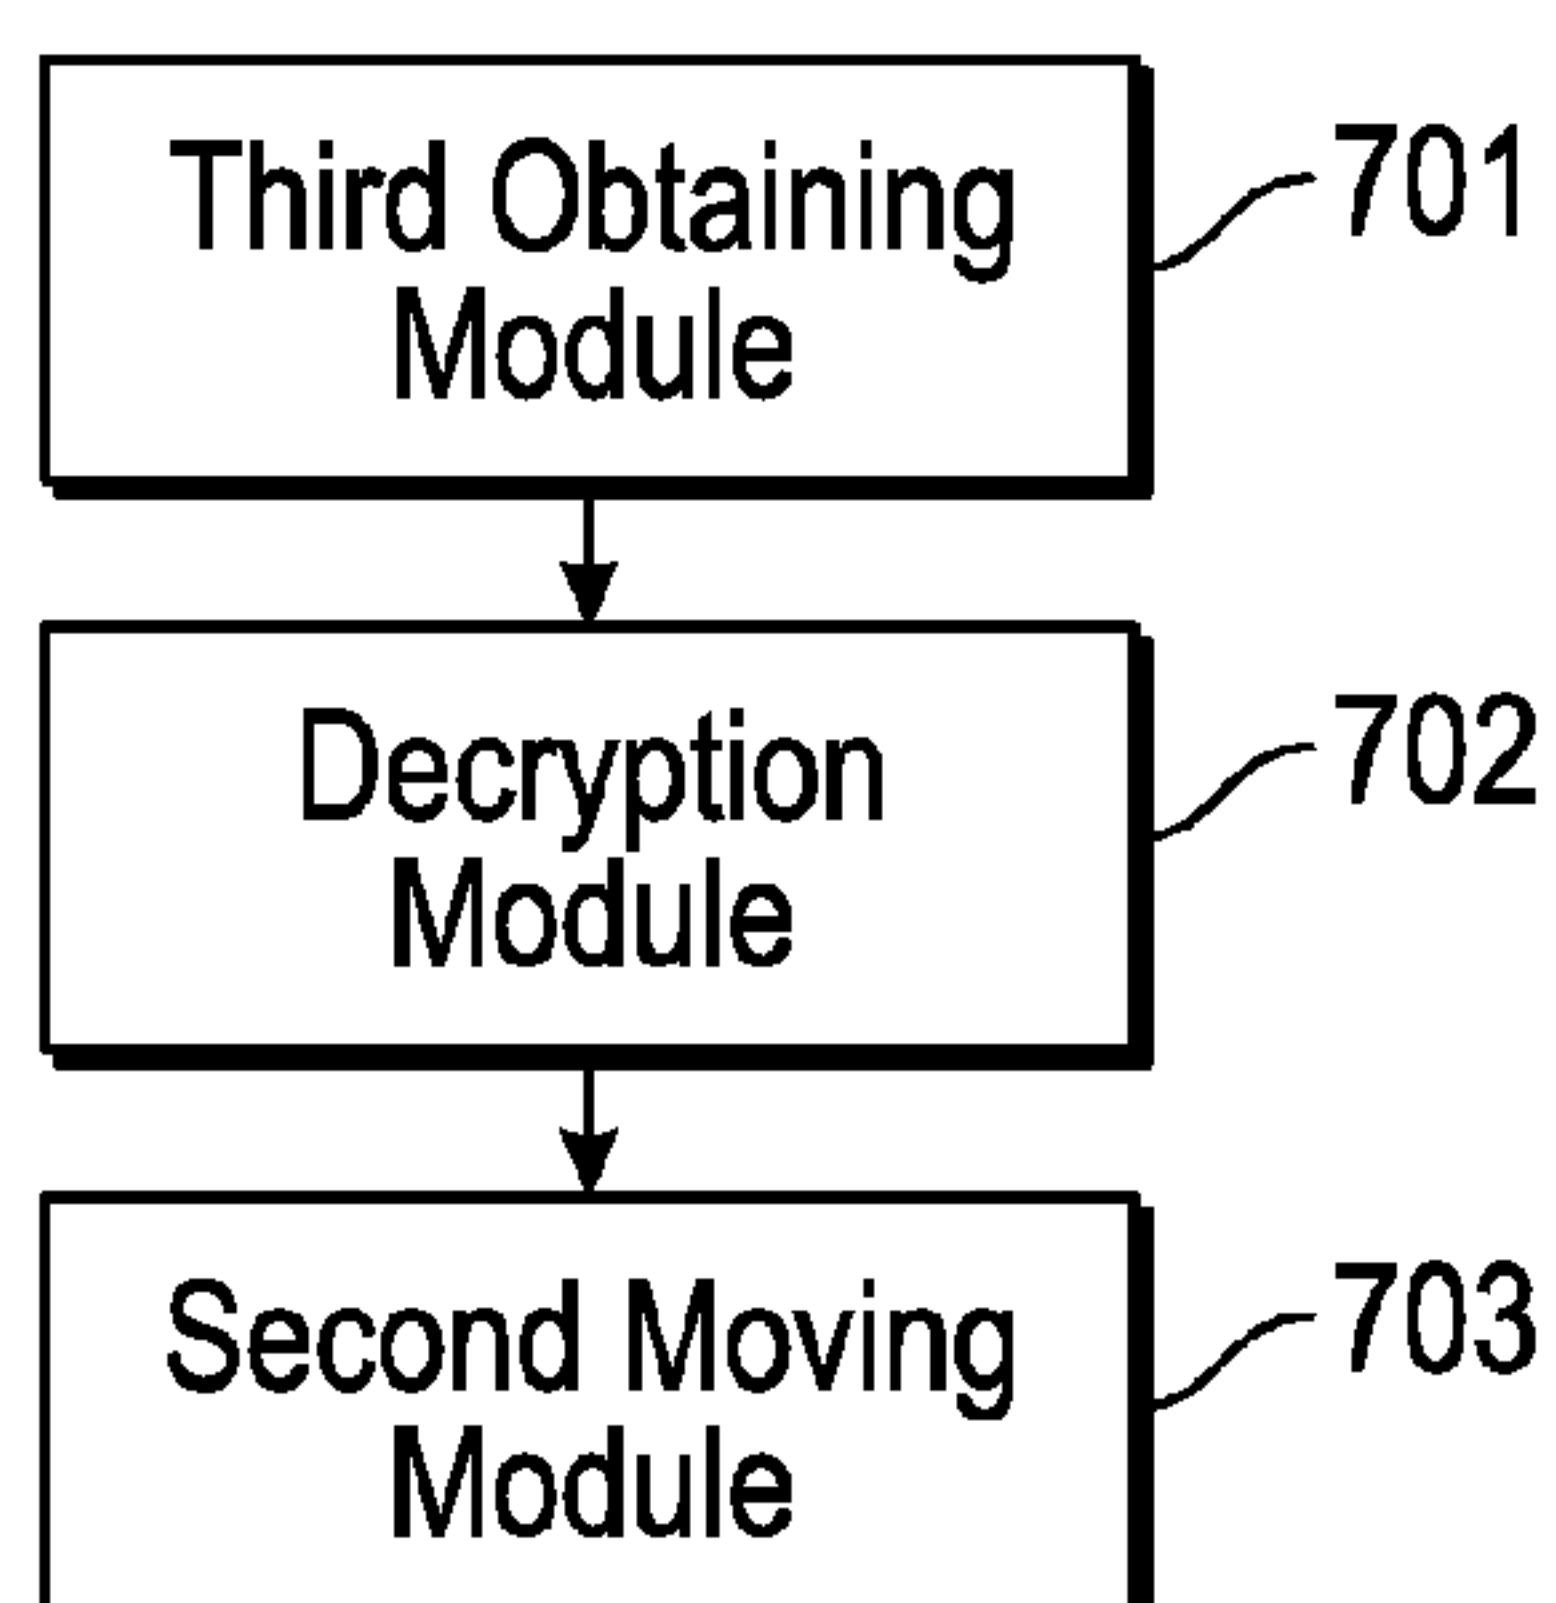 Third Obtaining
Module
701
Decryption
Module
702
Second Moving
Module
703